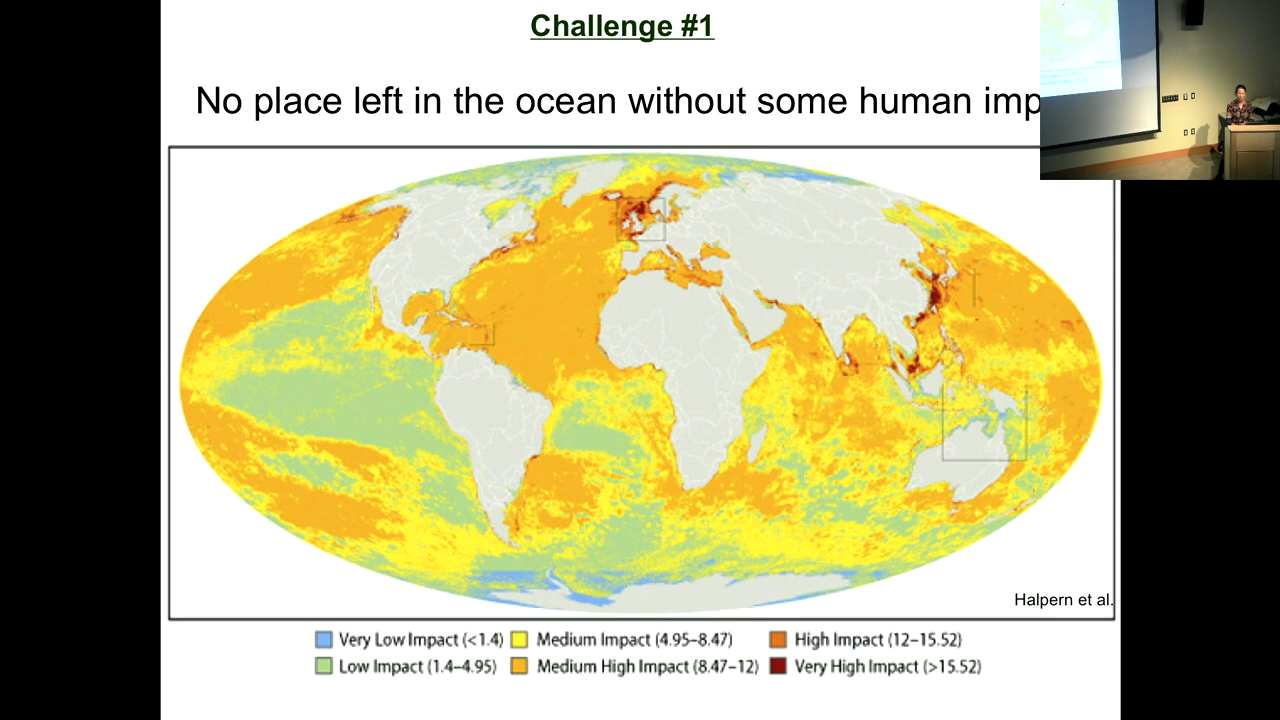 Challenge #1
No place left in the ocean without some human imp
Halpern et al.
Very Low Impact (<1.4) Medium Impact (4.95–8.47) High Impact (12–15.52)
Low Impact (1.4–4.95) Medium High Impact (8.47–12) Very High Impact (>15.52)